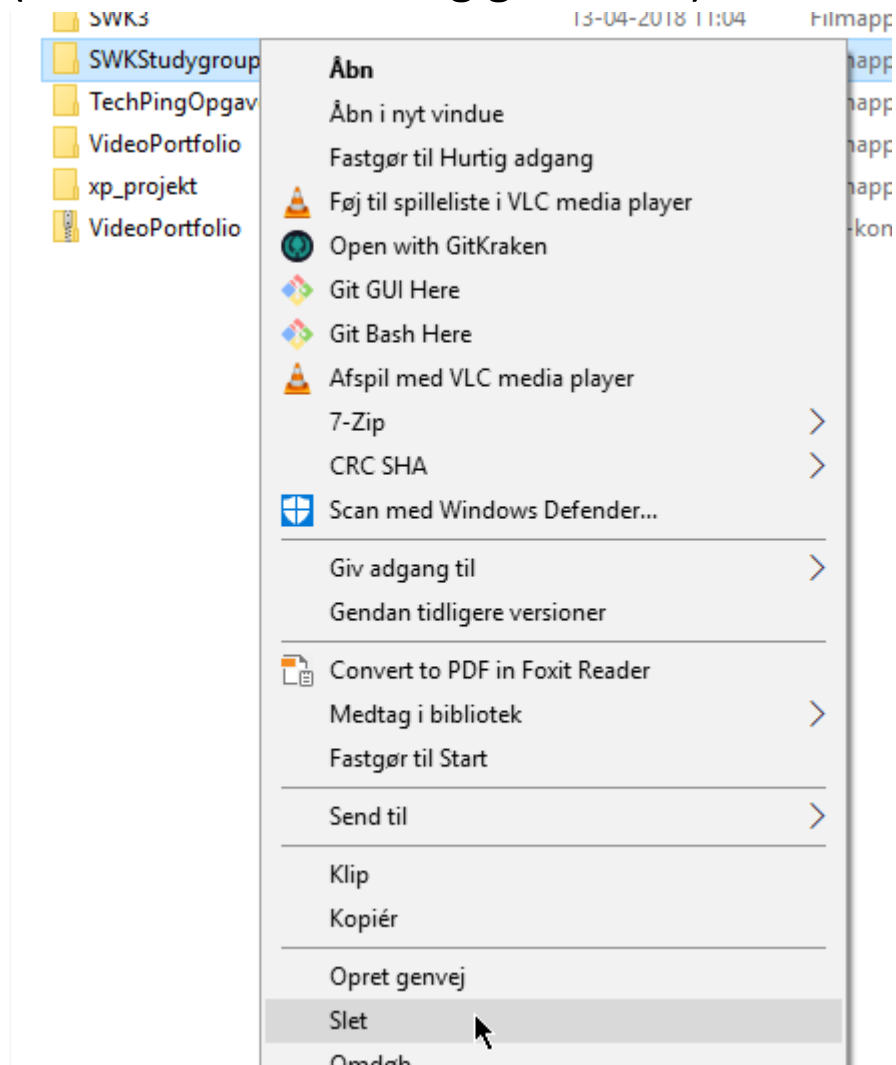 SWK3 13-04-2018 11:04 Filmapp
SWKStudygroup
TechPingOpgav
VideoPortfolio
xp_projekt
VideoPortfolio
Åbn
Åbn i nyt vindue
Fastgør til Hurtig adgang
Føj til spilleliste i VLC media player
Open with GitKraken
Git GUI Here
Git Bash Here
Afspil med VLC media player
7-Zip
CRC SHA
Scan med Windows Defender...
Giv adgang til
Gendan tidligere versioner
Convert to PDF in Foxit Reader
Medtag i bibliotek
Fastgør til Start
Send til
Klip
Kopiér
Opret genvej
Slet
Omdøb